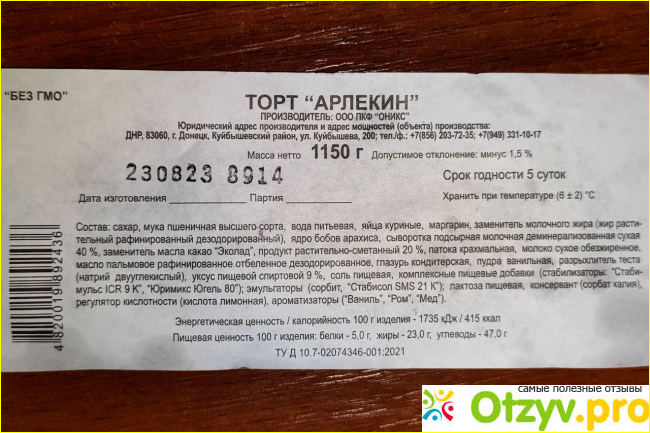 "БЕЗ ГМО"
ТОРТ "АРЛЕКИН"
ПРОИЗВОДИТЕЛЬ: ООО ПКФ "ОНИКС"
Юридический адрес производителя и адрес мощностей (объекта) производства:
ДНР, 83060, г. Донецк, Куйбышевский район, ул. Куйбышева, 200; тел.: +7(856) 203-72-35; +7(949) 331-10-17
Масса нетто 1150 г Допустимое отклонение: минус 1,5 %
230823 8914
Срок годности 5 суток
Дата изготовления Партия
Хранить при температуре (6 ± 2) °С
Состав: сахар, мука пшеничная высшего сорта, вода питьевая, яйца куриные, маргарин, заменитель молочного жира (жир расти-
тельный рафинированный дезодорированный), ядро бобов арахиса, сыворотка подсырная молочная деминерализованная сухая
40 %, заменитель масла какао "Эколад", продукт растительно-сметанный 20 %, патока крахмальная, молоко сухое обезжиренное,
масло пальмовое рафинированное отбеленное дезодорированное, глазурь кондитерская, пудра ванильная, разрыхлитель теста
(натрий двууглекислый), уксус пищевой спиртовой 9 %, соль пищевая, комплексные пищевые добавки (стабилизаторы: "Стаби-
мульс ICR 9 К", "Юримикс Югель 80"); эмульгаторы (сорбит, "Стабисол SMS 21 К"); лактоза пищевая, консервант (сорбат калия),
регулятор кислотности (кислота лимонная), ароматизаторы ("Ваниль", "Ром", "Мед").
Энергетическая ценность / калорийность 100 г изделия - 1735 кДж / 415 ккал
Пищевая ценность 100 г изделия: белки - 5,0 г, жиры - 23,0 г, углеводы - 47,0 г
ТУ Д 10.7-02074346-001:2021
4820019892436
самые полезные отзывы
Otzyv.pro